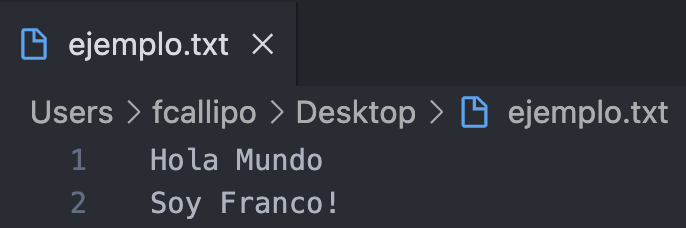 ejemplo.txt ×
Users > fcallipo > Desktop > ejemplo.txt
1 Hola Mundo
2 Soy Franco!